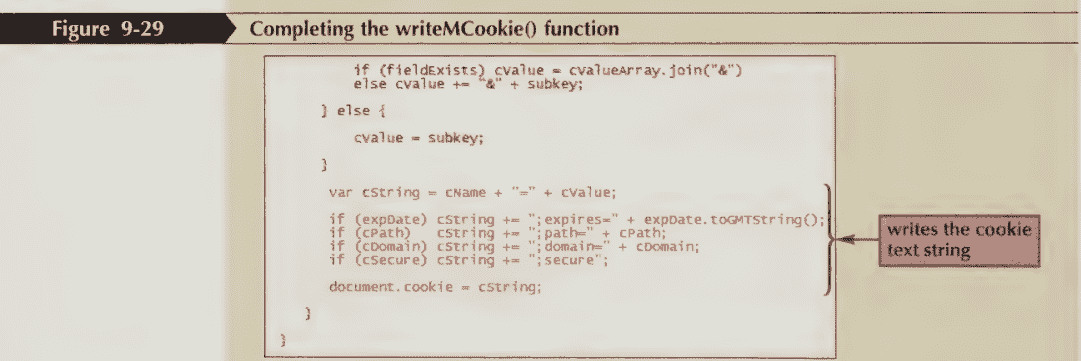 Figure 9-29
Completing the writeMCookie() function
if (fieldExists) cValue = cValueArray.join("&")
else cValue += "&" + subkey;
} else {
cValue = subkey;
}
var cString = cName + "=" + cValue;
if (expDate) cString += ";expires=" + expDate.toGMTString();
if (cPath) cString += ";path=" + cPath;
if (cDomain) cString += ";domain=" + cDomain;
if (cSecure) cString += ";secure";
document.cookie = cString;
}
}
writes the cookie
text string